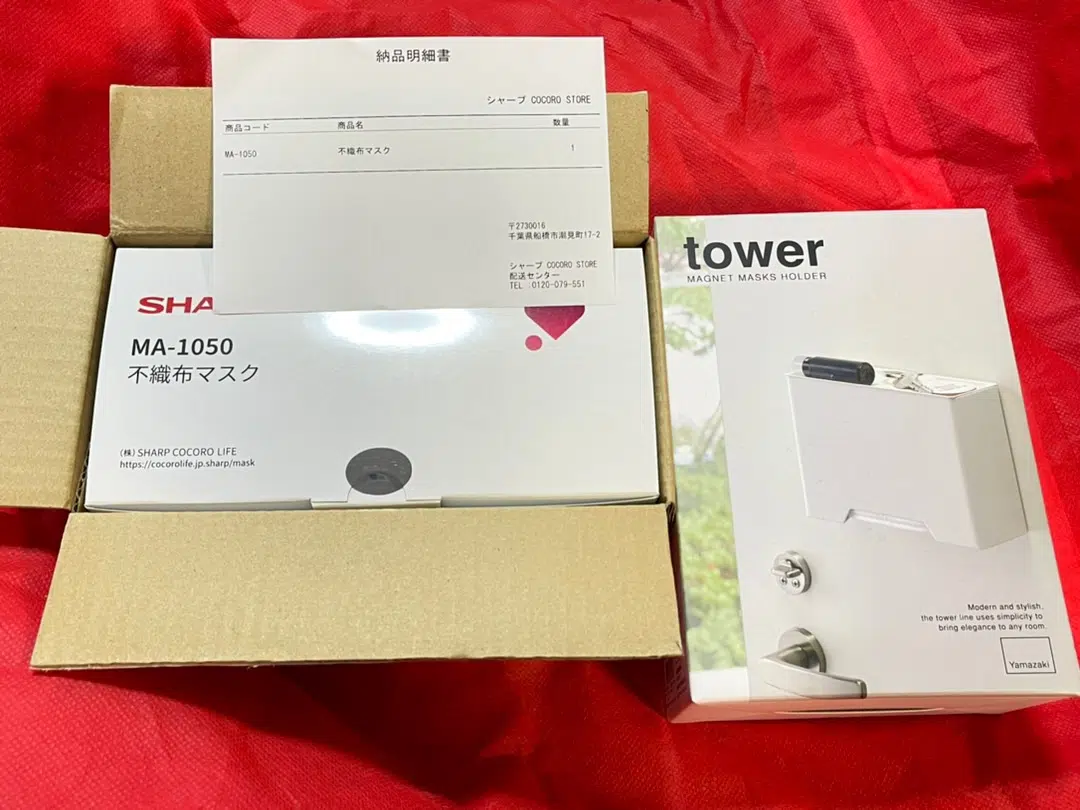 納品明細書
シャープ COCORO STORE
商品コード 商品名 数量
MA-1050 不織布マスク 1
〒2730016
千葉県船橋市潮見町17-2
シャープ COCORO STORE
配送センター
TEL :0120-079-551
SHA
MA-1050
不織布マスク
(株) SHARP COCORO LIFE
https://cocorolife.jp.sharp/mask
tower
MAGNET MASKS HOLDER
Modern and stylish,
the tower line uses simplicity to
bring elegance to any room.
Yamazaki